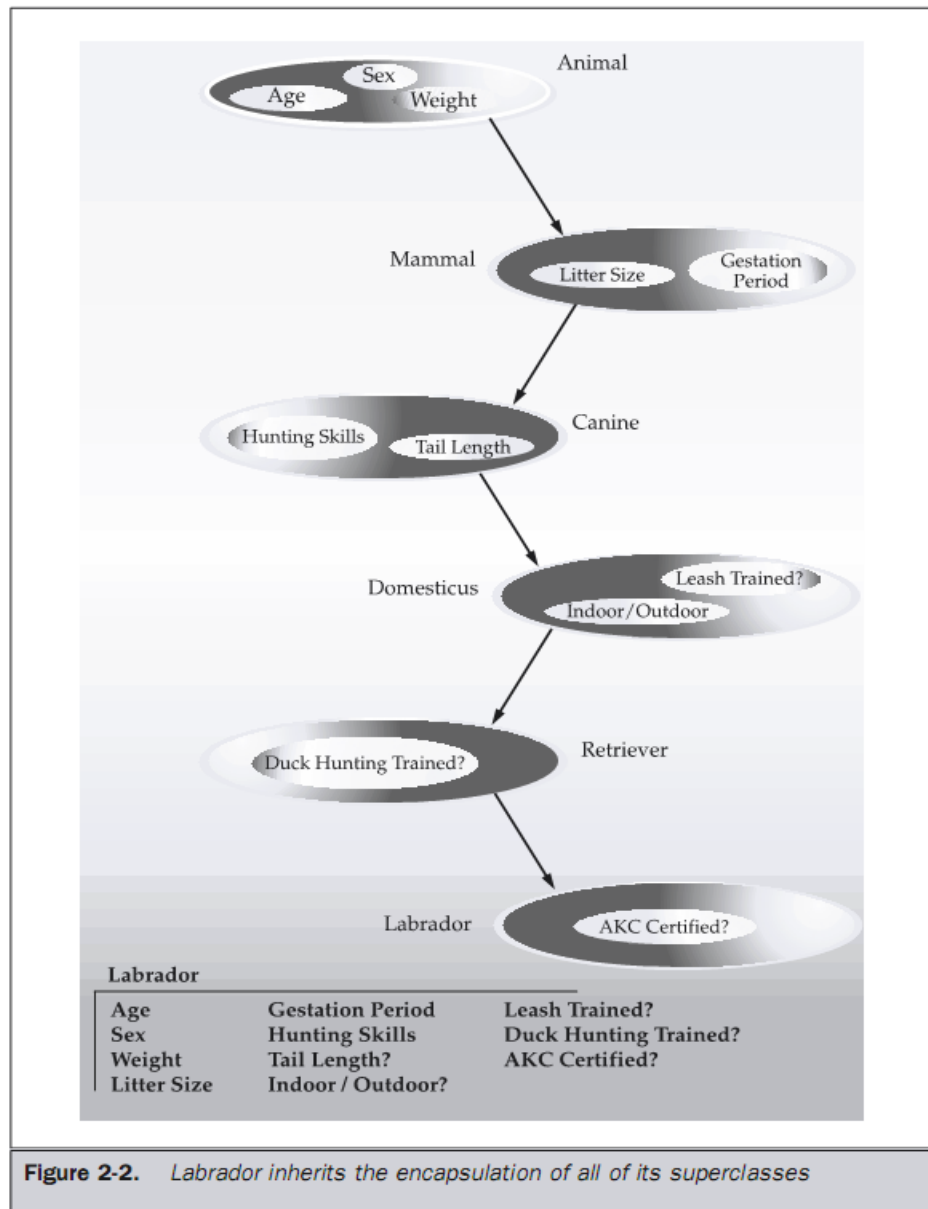 Animal
Sex
Age
Weight
Mammal
Litter Size
Gestation
Period
Canine
Hunting Skills
Tail Length
Domesticus
Leash Trained?
Indoor/Outdoor
Retriever
Duck Hunting Trained?
Labrador
AKC Certified?
Labrador
Age Gestation Period Leash Trained?
Sex Hunting Skills Duck Hunting Trained?
Weight Tail Length? AKC Certified?
Litter Size Indoor / Outdoor?
Figure 2-2. Labrador inherits the encapsulation of all of its superclasses